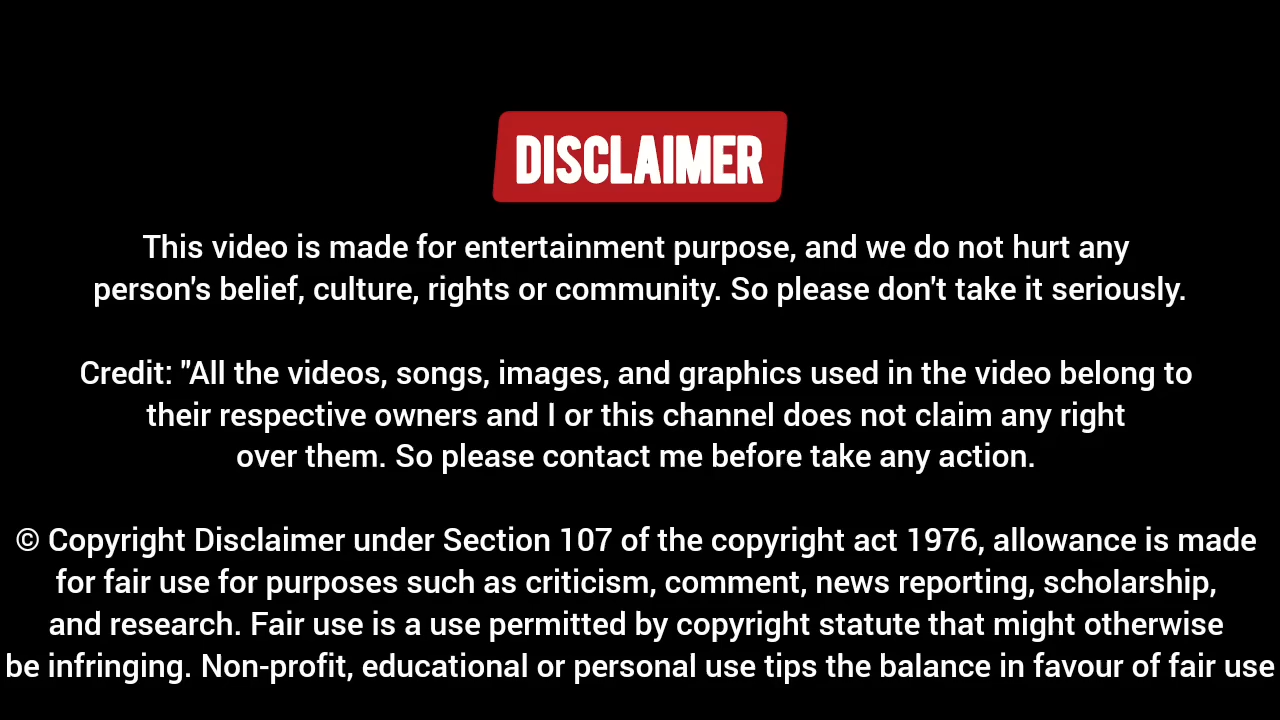 DISCLAIMER
This video is made for entertainment purpose, and we do not hurt any
person's belief, culture, rights or community. So please don't take it seriously.
Credit: "All the videos, songs, images, and graphics used in the video belong to
their respective owners and I or this channel does not claim any right
over them. So please contact me before take any action.
© Copyright Disclaimer under Section 107 of the copyright act 1976, allowance is made
for fair use for purposes such as criticism, comment, news reporting, scholarship,
and research. Fair use is a use permitted by copyright statute that might otherwise
be infringing. Non-profit, educational or personal use tips the balance in favour of fair use